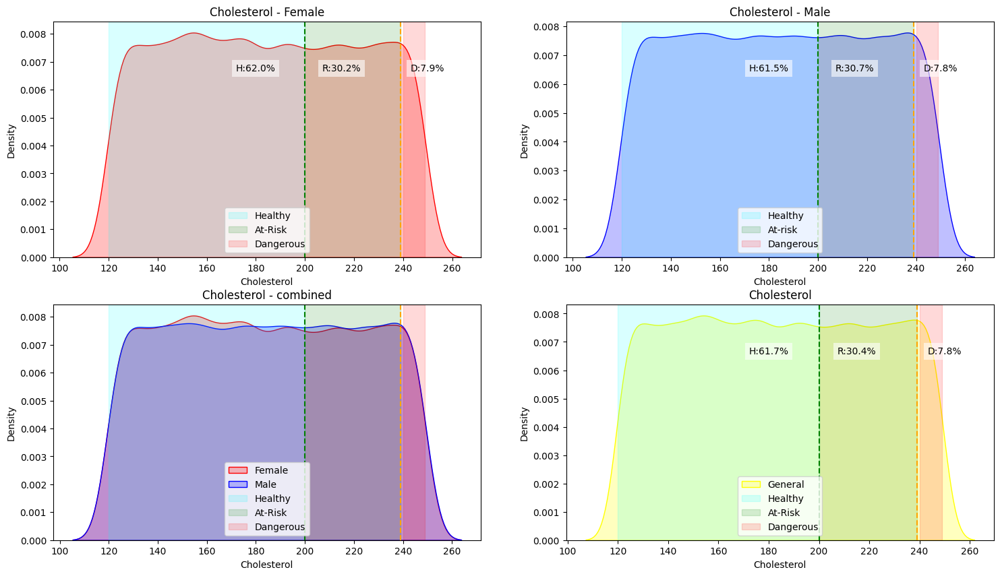 Cholesterol - Female
0.008
0.007
0.006
0.005
0.004
0.003
0.002
0.001
0.000
Density
H:62.0%
R:30.2%
D:7.9%
Healthy
At-Risk
Dangerous
100 120 140 160 180 200 220 240 260
Cholesterol
Cholesterol - Male
0.008
0.007
0.006
0.005
0.004
0.003
0.002
0.001
0.000
Density
H:61.5%
R:30.7%
D:7.8%
Healthy
At-risk
Dangerous
100 120 140 160 180 200 220 240 260
Cholesterol
Cholesterol - combined
0.008
0.007
0.006
0.005
0.004
0.003
0.002
0.001
0.000
Density
Female
Male
Healthy
At-Risk
Dangerous
100 120 140 160 180 200 220 240 260
Cholesterol
Cholesterol
0.008
0.007
0.006
0.005
0.004
0.003
0.002
0.001
0.000
Density
H:61.7%
R:30.4%
D:7.8%
General
Healthy
At-Risk
Dangerous
100 120 140 160 180 200 220 240 260
Cholesterol